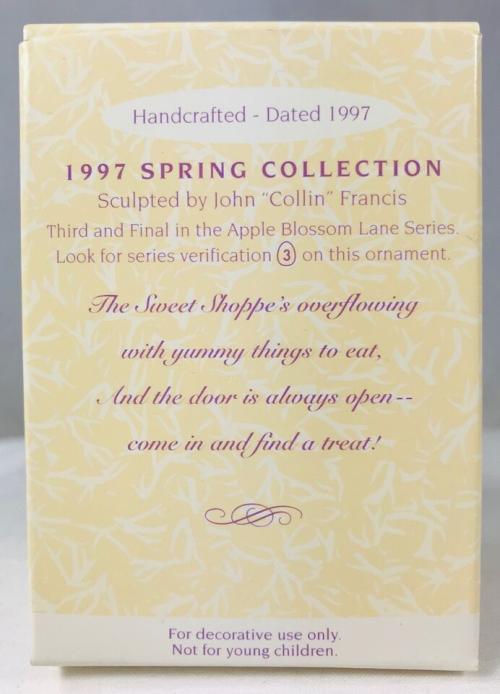 Handcrafted - Dated 1997
1997 SPRING COLLECTION
Sculpted by John "Collin" Francis
Third and Final in the Apple Blossom Lane Series.
Look for series verification 3 on this ornament.
The Sweet Shoppe's overflowing
with yummy things to eat,
And the door is always open--
come in and find a treat!
For decorative use only.
Not for young children.